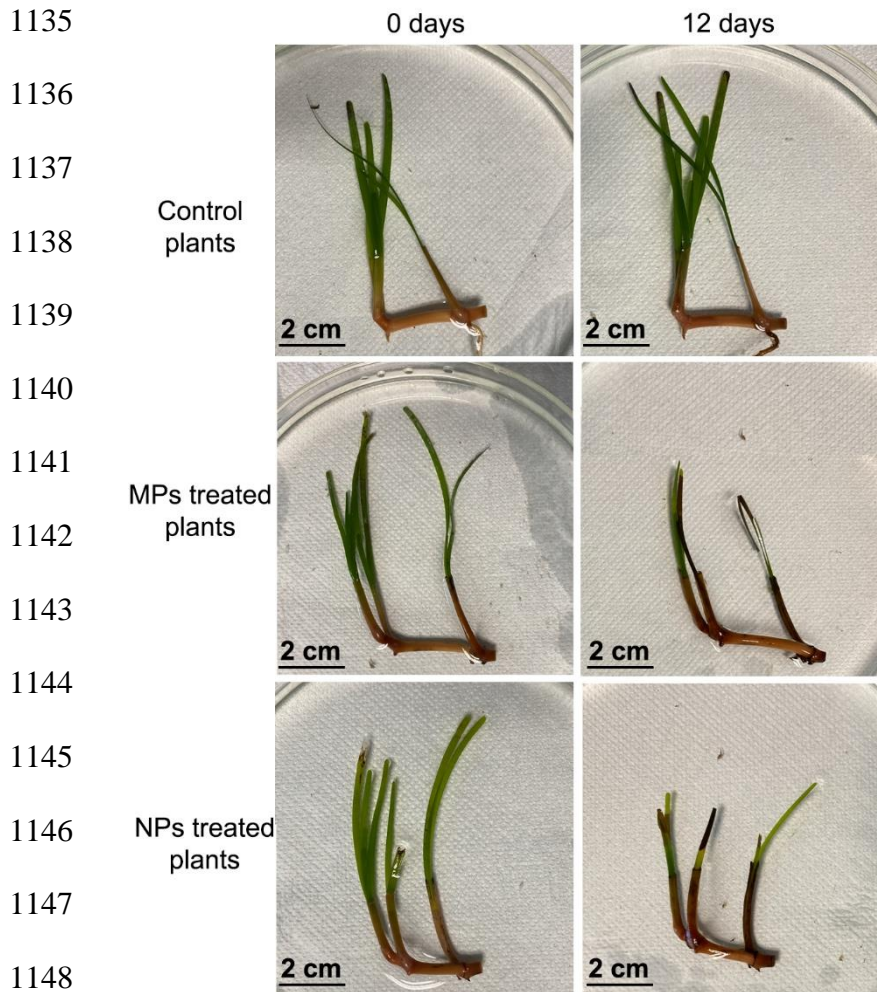 1135
0 days 12 days
1136
1137
Control
plants
1138
1139
2 cm 2 cm
1140
1141
MPs treated
plants
1142
1143
2 cm 2 cm
1144
1145
NPs treated
plants
1146
1147
2 cm 2 cm
1148